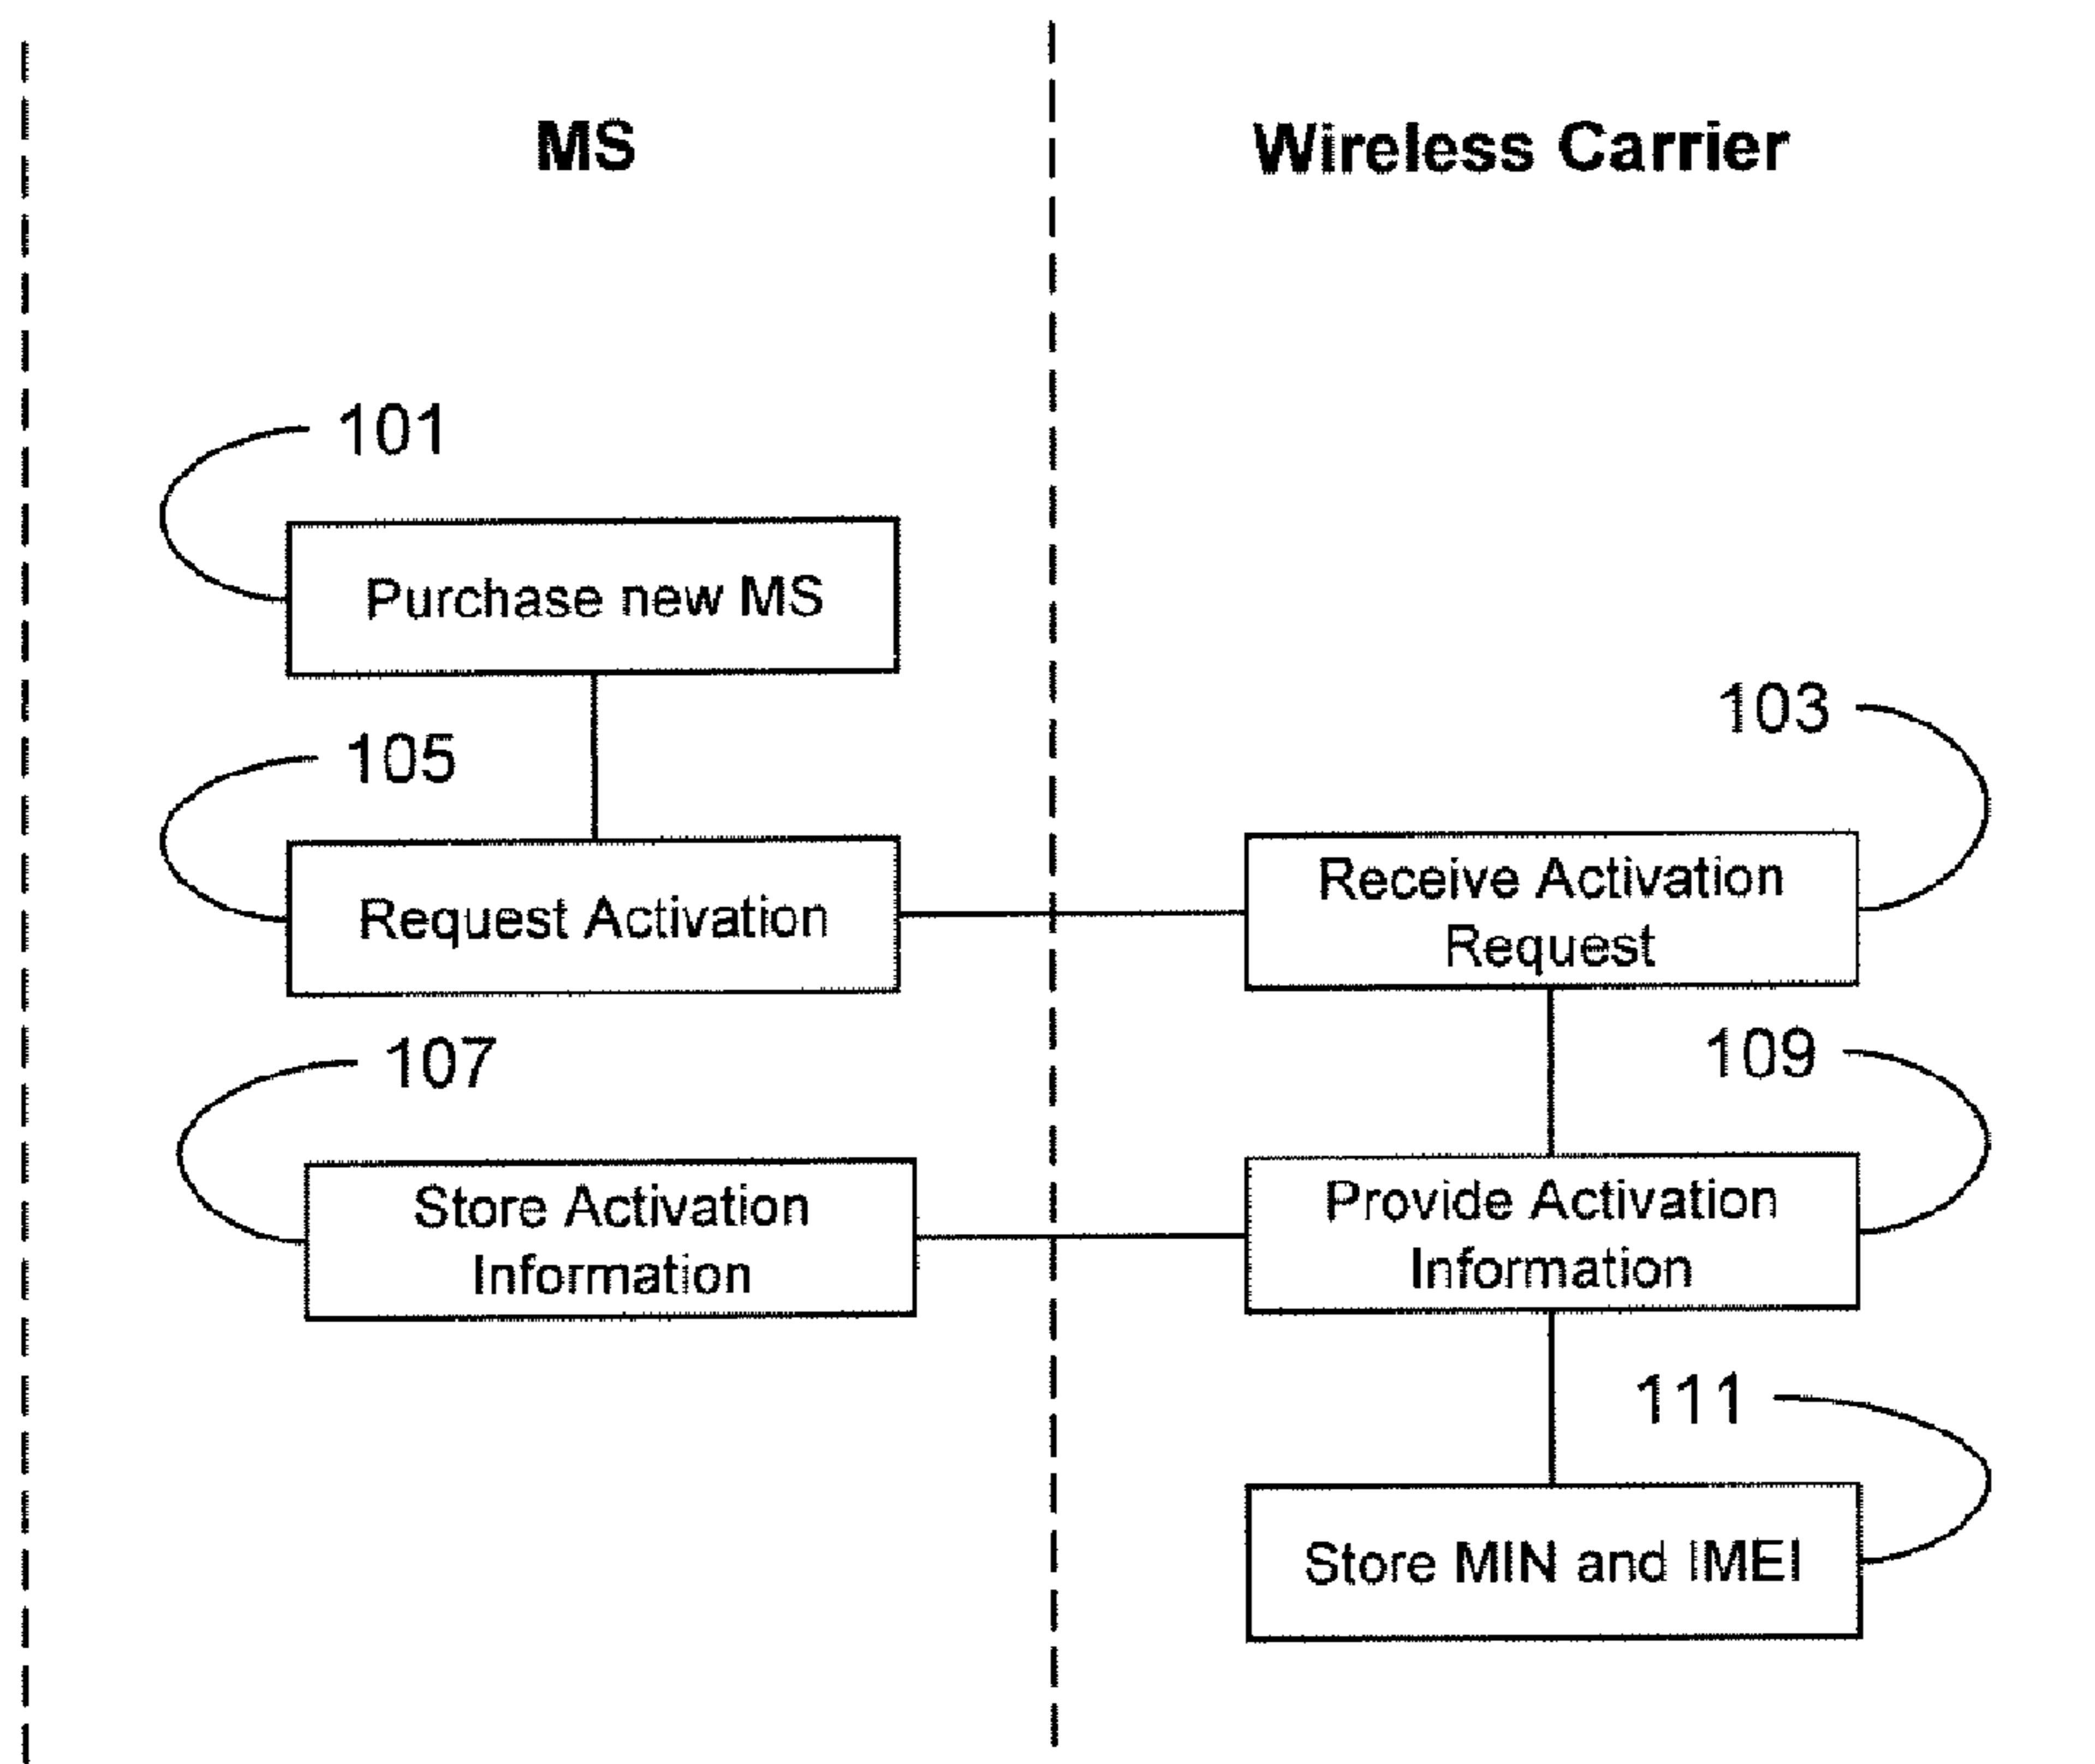 MS
Wireless Carrier
101
Purchase new MS
103
105
Request Activation
Receive Activation
Request
107
109
Store Activation
Information
Provide Activation
Information
111
Store MIN and IMEI